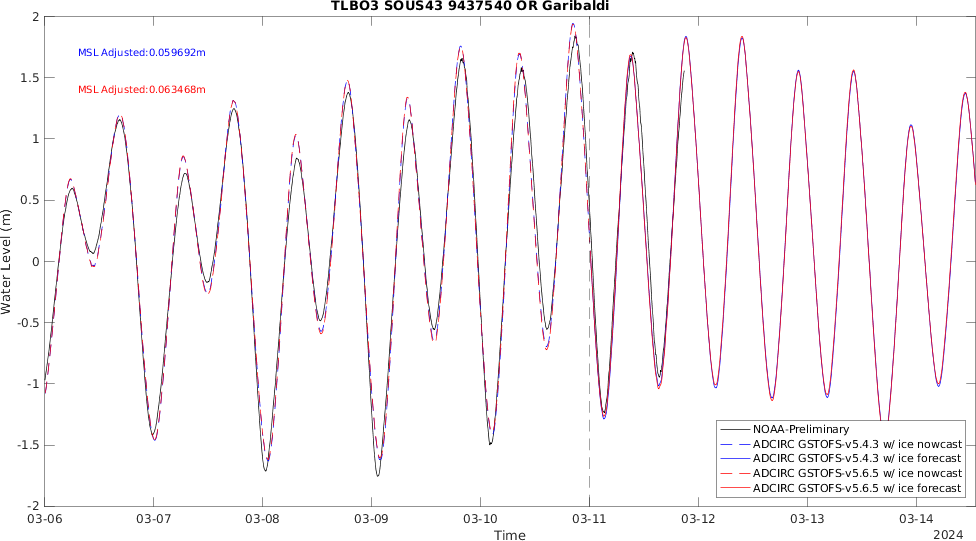 TLBO3 SOUS43 9437540 OR Garibaldi
MSL Adjusted:0.059692m
MSL Adjusted:0.063468m
2
1.5
1
0.5
0
-0.5
-1
-1.5
-2
Water Level (m)
NOAA-Preliminary
ADCIRC GSTOFS-v5.4.3 w/ ice nowcast
ADCIRC GSTOFS-v5.4.3 w/ ice forecast
ADCIRC GSTOFS-v5.6.5 w/ ice nowcast
ADCIRC GSTOFS-v5.6.5 w/ ice forecast
03-06 03-07 03-08 03-09 03-10 03-11 03-12 03-13 03-14
Time
2024